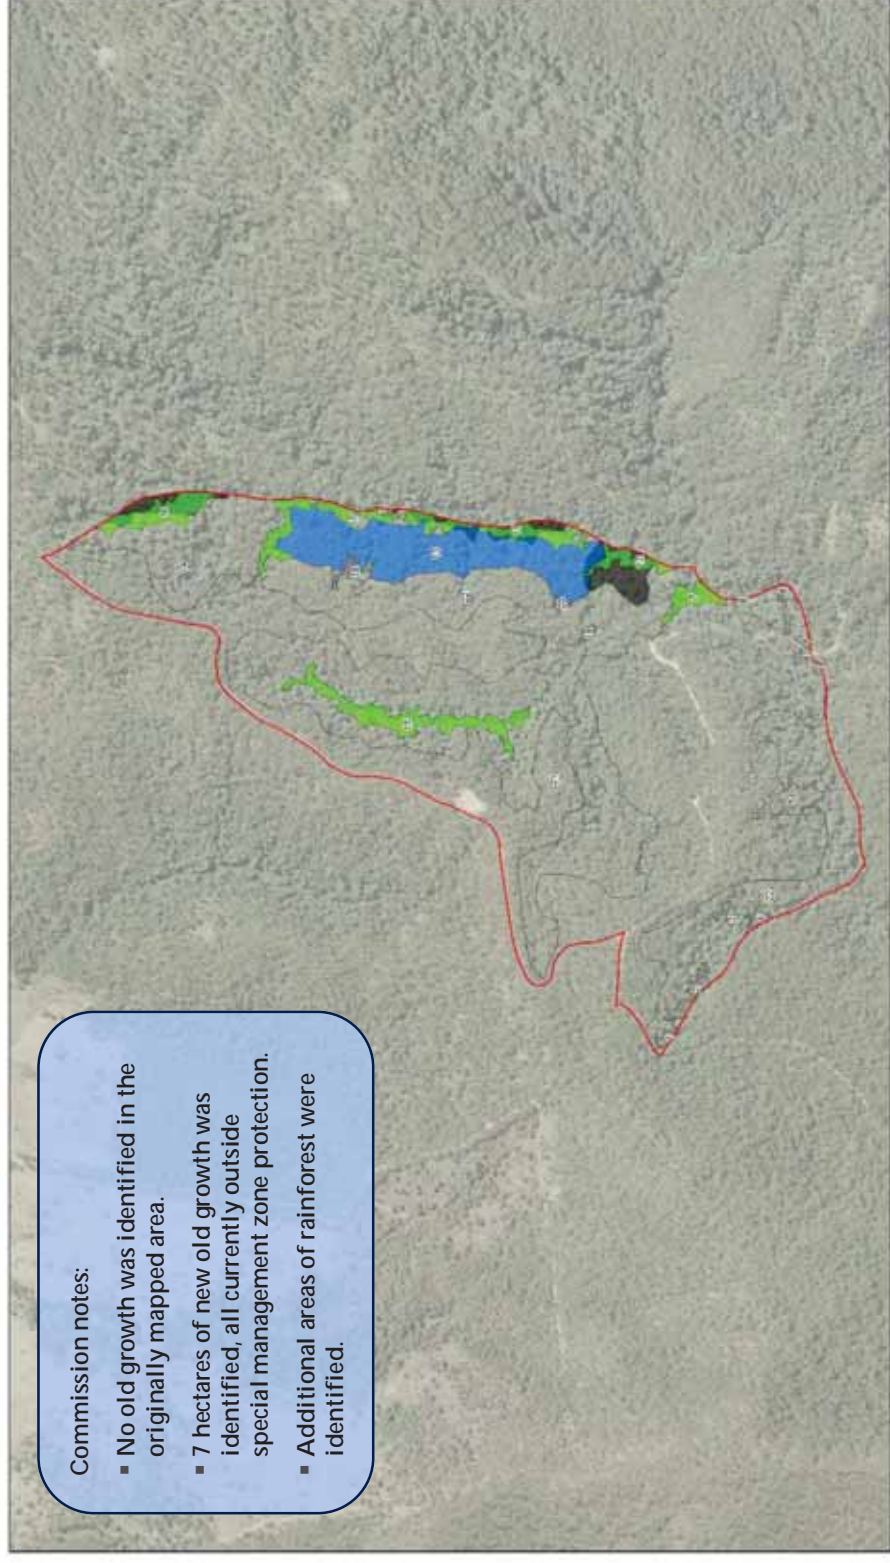 Commission notes:
▪ No old growth was identified in the
originally mapped area.
▪ 7 hectares of new old growth was
identified, all currently outside
special management zone protection.
▪ Additional areas of rainforest were
identified.